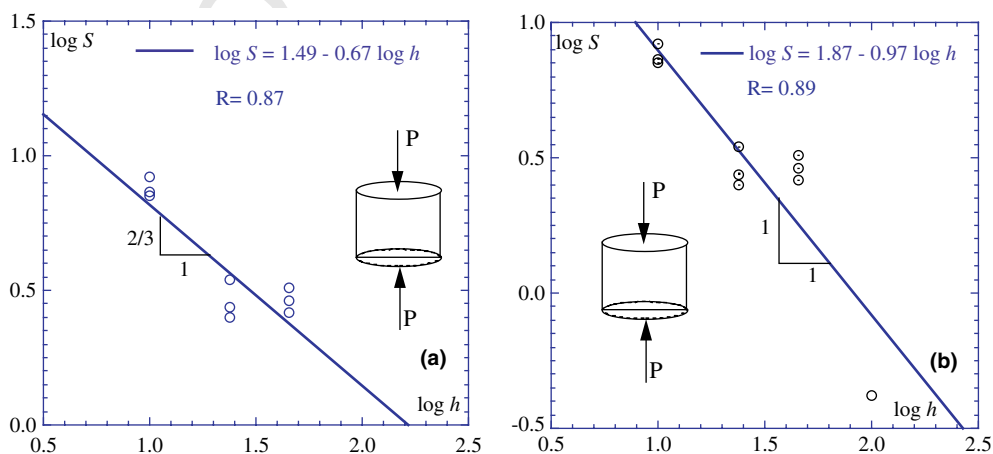 1.5
log S
log S = 1.49 - 0.67 log h
R= 0.87
1.0
P
2/3
1
0.5
P
(a)
log h
0.0
0.5 1.0 1.5 2.0 2.5
1.0
log S
log S = 1.87 - 0.97 log h
R= 0.89
0.5
P
1
1
0.0
P
(b)
log h
-0.5
0.5 1.0 1.5 2.0 2.5